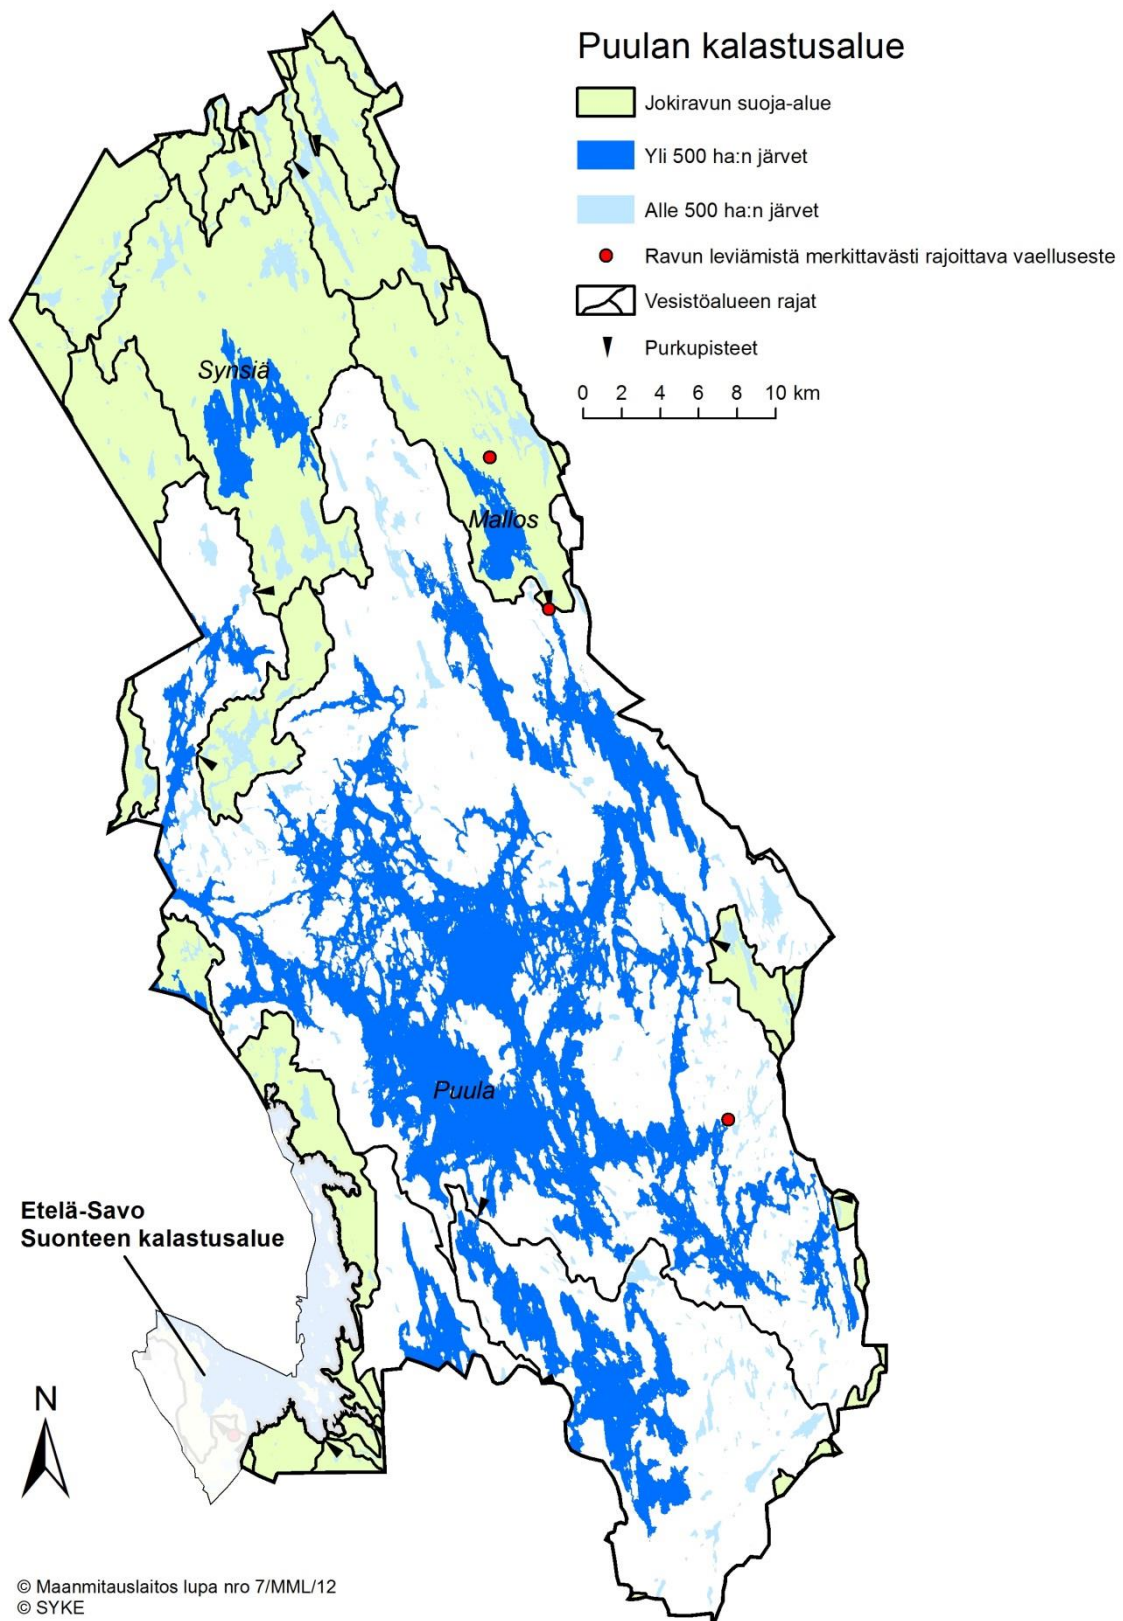 Puulan kalastusalue
Jokiravun suoja-alue
Yli 500 ha:n järvet
Alle 500 ha:n järvet
Ravun leviämistä merkittävästi rajoittava vaelluseste
Vesistöalueen rajat
Purkupisteet
0 2 4 6 8 10 km
Synsiä
Mallos
Puula
Etelä-Savo
Suonteen kalastusalue
N
© Maanmitauslaitos lupa nro 7/MML/12
© SYKE